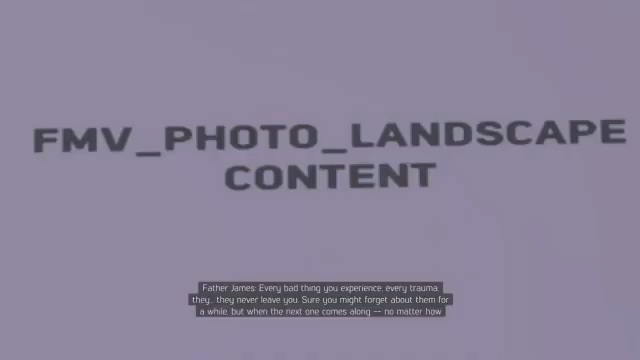 FMV_PHOTO_LANDSCAPE
CONTENT
Father James: Every bad thing you experience, every trauma,
they... they never leave you. Sure you might forget about them for
a while, but when the next one comes along -- no matter how